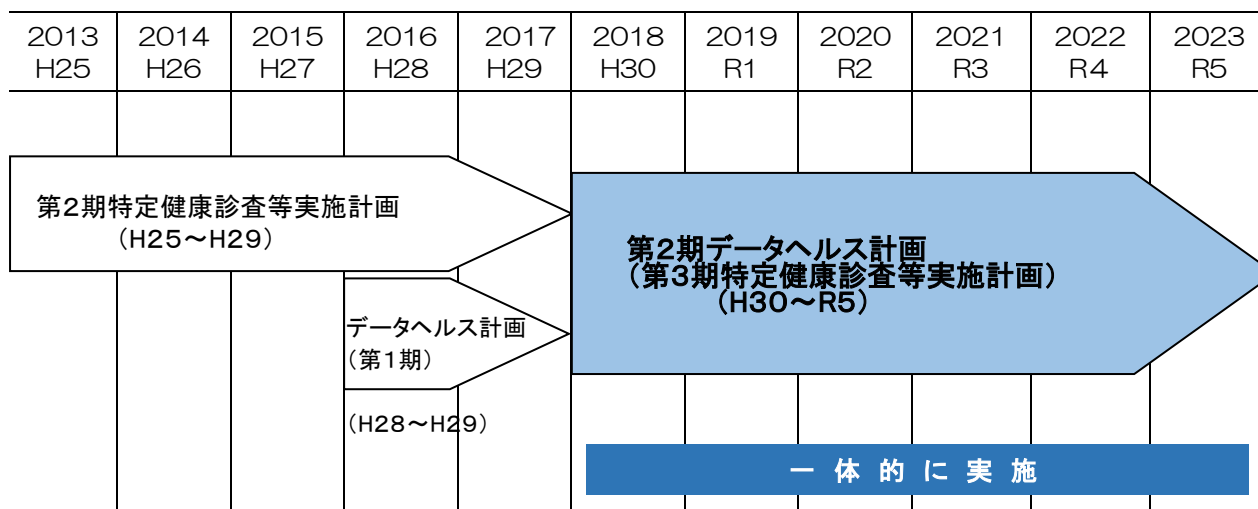 2013 2014 2015 2016 2017 2018 2019 2020 2021 2022 2023
H25 H26 H27 H28 H29 H30 R1 R2 R3 R4 R5
第2期特定健康診査等実施計画
(H25～H29)
第2期データヘルス計画
(第3期特定健康診査等実施計画)
(H30～R5)
データヘルス計画
(第1期)
(H28～H29)
一体的に実施